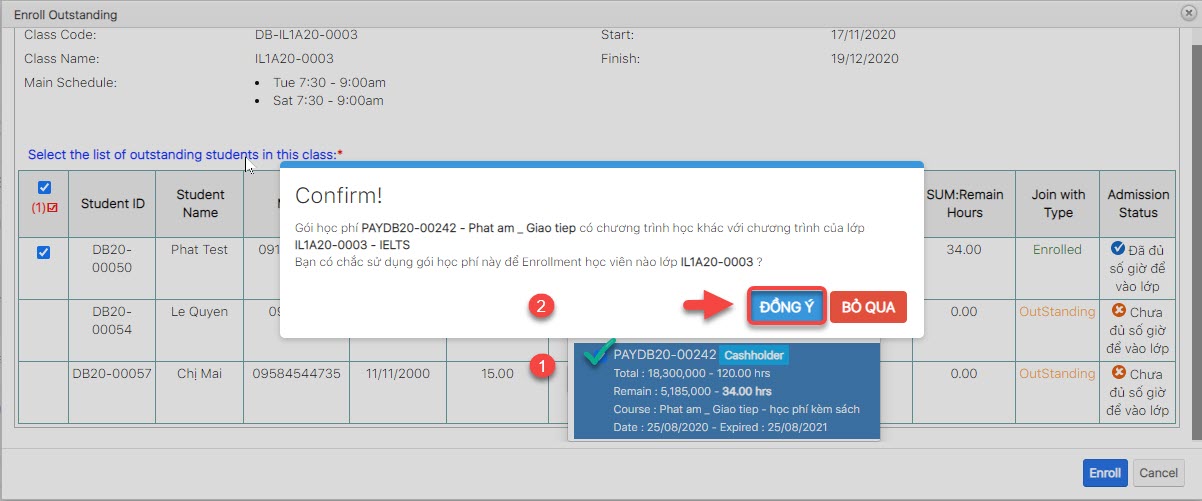 Enroll Outstanding
Class Code: DB-IL1A20-0003 Start: 17/11/2020
Class Name: IL1A20-0003 Finish: 19/12/2020
Main Schedule: • Tue 7:30 - 9:00am
• Sat 7:30 - 9:00am
Select the list of outstanding students in this class:*
(1)
Student ID
Student Name
SUM:Remain Hours
Join with Type
Admission Status
Confirm!
Gói học phí PAYDB20-00242 - Phat am _ Giao tiep có chương trình học khác với chương trình của lớp
IL1A20-0003 - IELTS
Bạn có chắc sử dụng gói học phí này để Enrollment học viên nào lớp IL1A20-0003 ?
2
ĐỒNG Ý
BỎ QUA
DB20-00050
Phat Test
34.00
Enrolled
Đã đủ
số giờ để
vào lớp
DB20-00054
Le Quyen
0.00
OutStanding
Chưa
đủ số giờ
để vào lớp
DB20-00057
Chị Mai
09584544735
11/11/2000
15.00
0.00
OutStanding
Chưa
đủ số giờ
để vào lớp
1
PAYDB20-00242 Cashholder
Total : 18,300,000 - 120.00 hrs
Remain : 5,185,000 - 34.00 hrs
Course : Phat am _ Giao tiep - học phí kèm sách
Date : 25/08/2020 - Expired : 25/08/2021
Enroll
Cancel